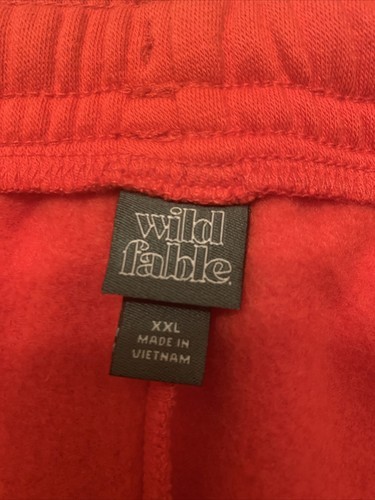 wild
fable.
XXL
MADE IN
VIETNAM